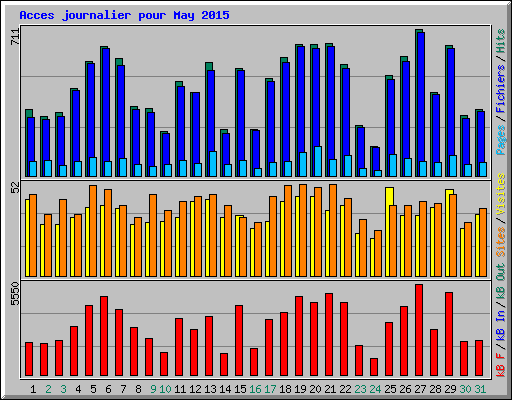 Acces journalier pour May 2015
711
52
5550
Pages / Fichiers / Hits
Sites / Visites
kB F / kB In / kB Out
1 2 3 4 5 6 7 8 9 10 11 12 13 14 15 16 17 18 19 20 21 22 23 24 25 26 27 28 29 30 31